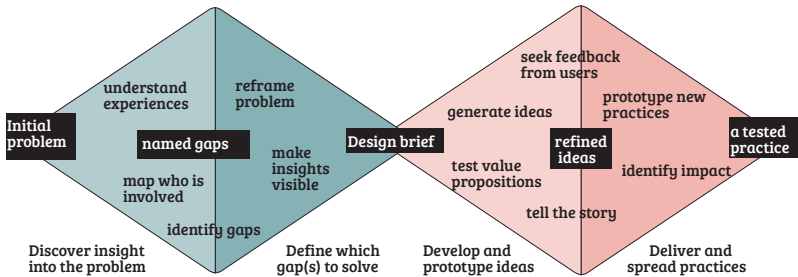 Initial
problem
understand
experiences
named gaps
map who is
involved
identify gaps
reframe
problem
make
insights
visible
Design brief
generate ideas
test value
propositions
seek feedback
from users
refined
ideas
tell the story
prototype new
practices
identify impact
a tested
practice
Discover insight
into the problem
Define which
gap(s) to solve
Develop and
prototype ideas
Deliver and
spread practices